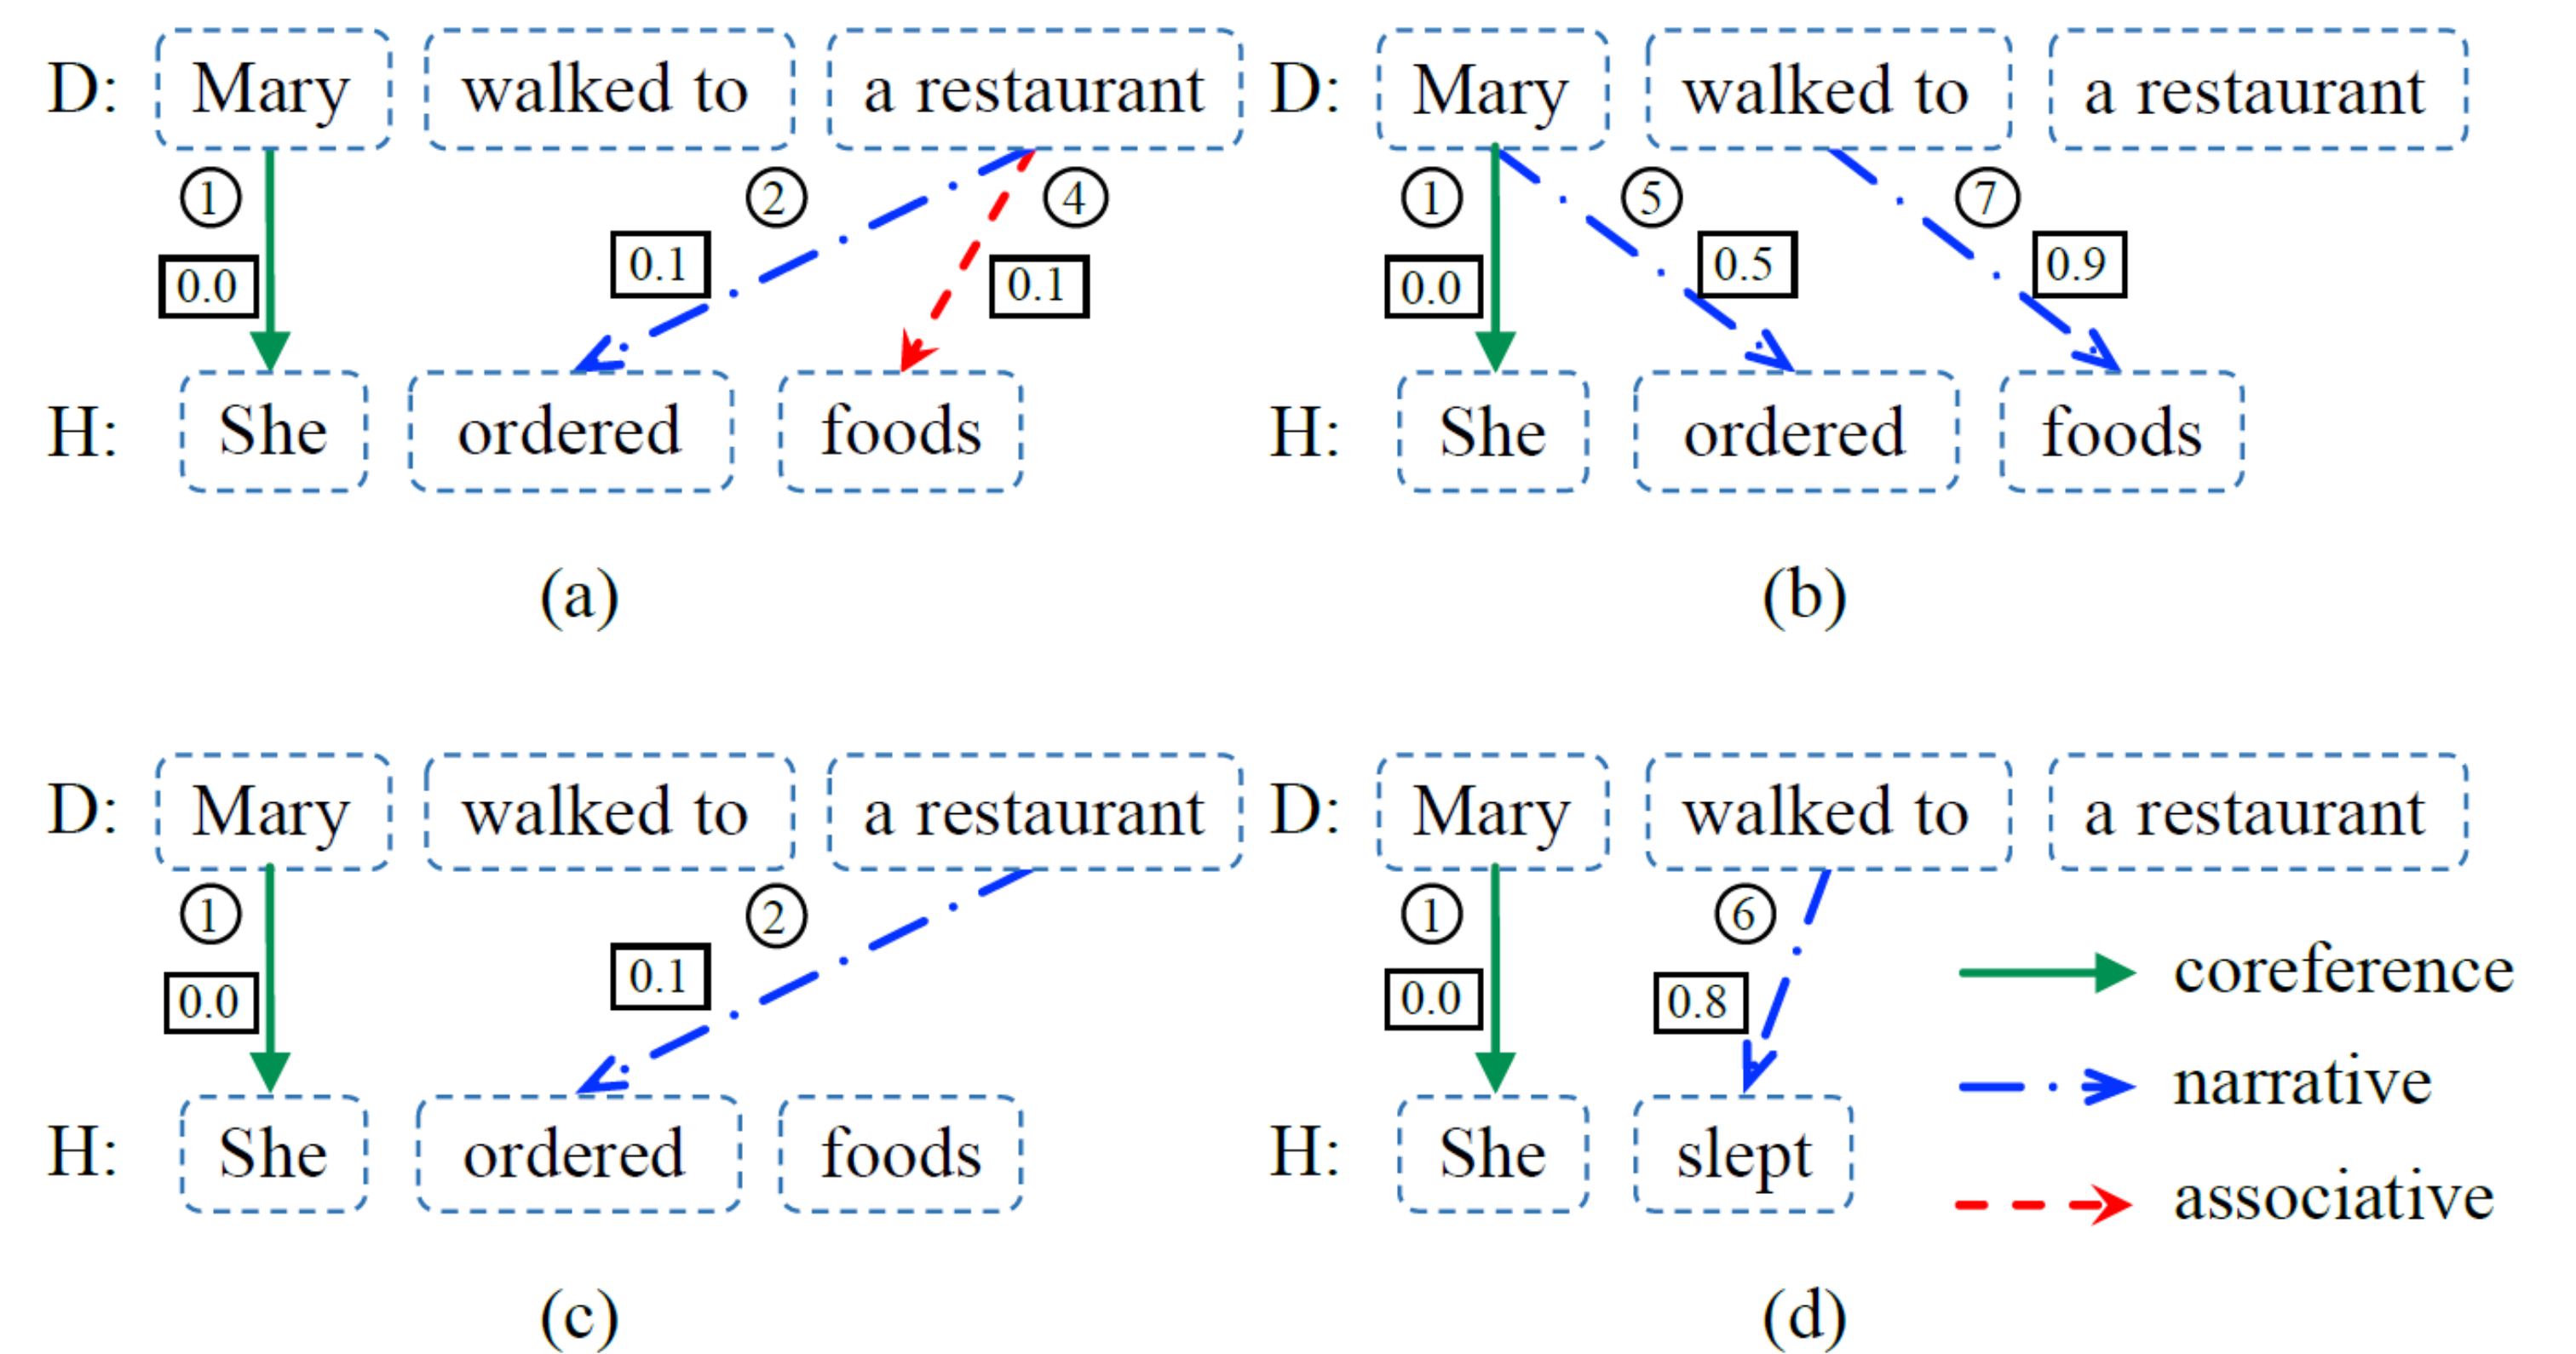 D: Mary walked to a restaurant
1 2 4
0.0 0.1 0.1
H: She ordered foods
(a)
D: Mary walked to a restaurant
1 5 7
0.0 0.5 0.9
H: She ordered foods
(b)
D: Mary walked to a restaurant
1 2
0.0 0.1
H: She ordered foods
(c)
D: Mary walked to a restaurant
1 6
0.0 0.8
H: She slept
(d)
coreference
narrative
associative